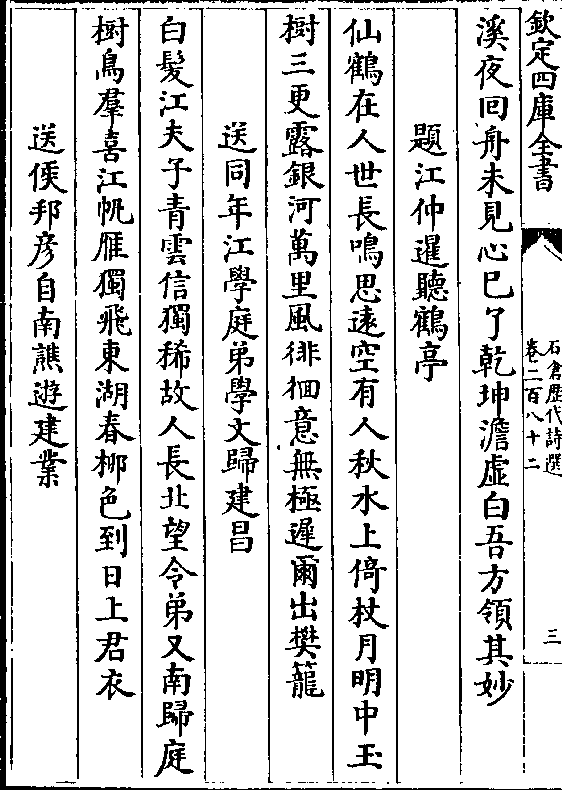 欽定四庫全書
石倉歷代詩選
卷二百八十二
三
溪夜回舟未見心已了乾坤澹虛白吾方領其妙
題江仲暹聽鶴亭
仙鶴在人世長鳴思遠空有人秋水上倚杖月明中玉
樹三更露銀河萬里風徘徊意無極遲爾出樊籠
送同年江學庭弟學文歸建昌
白髮江夫子青雲信獨稀故人長北望令弟又南歸庭
樹鳥羣喜江帆雁獨飛東湖春柳色到日上君衣
送侯邦彦自南譙遊建業